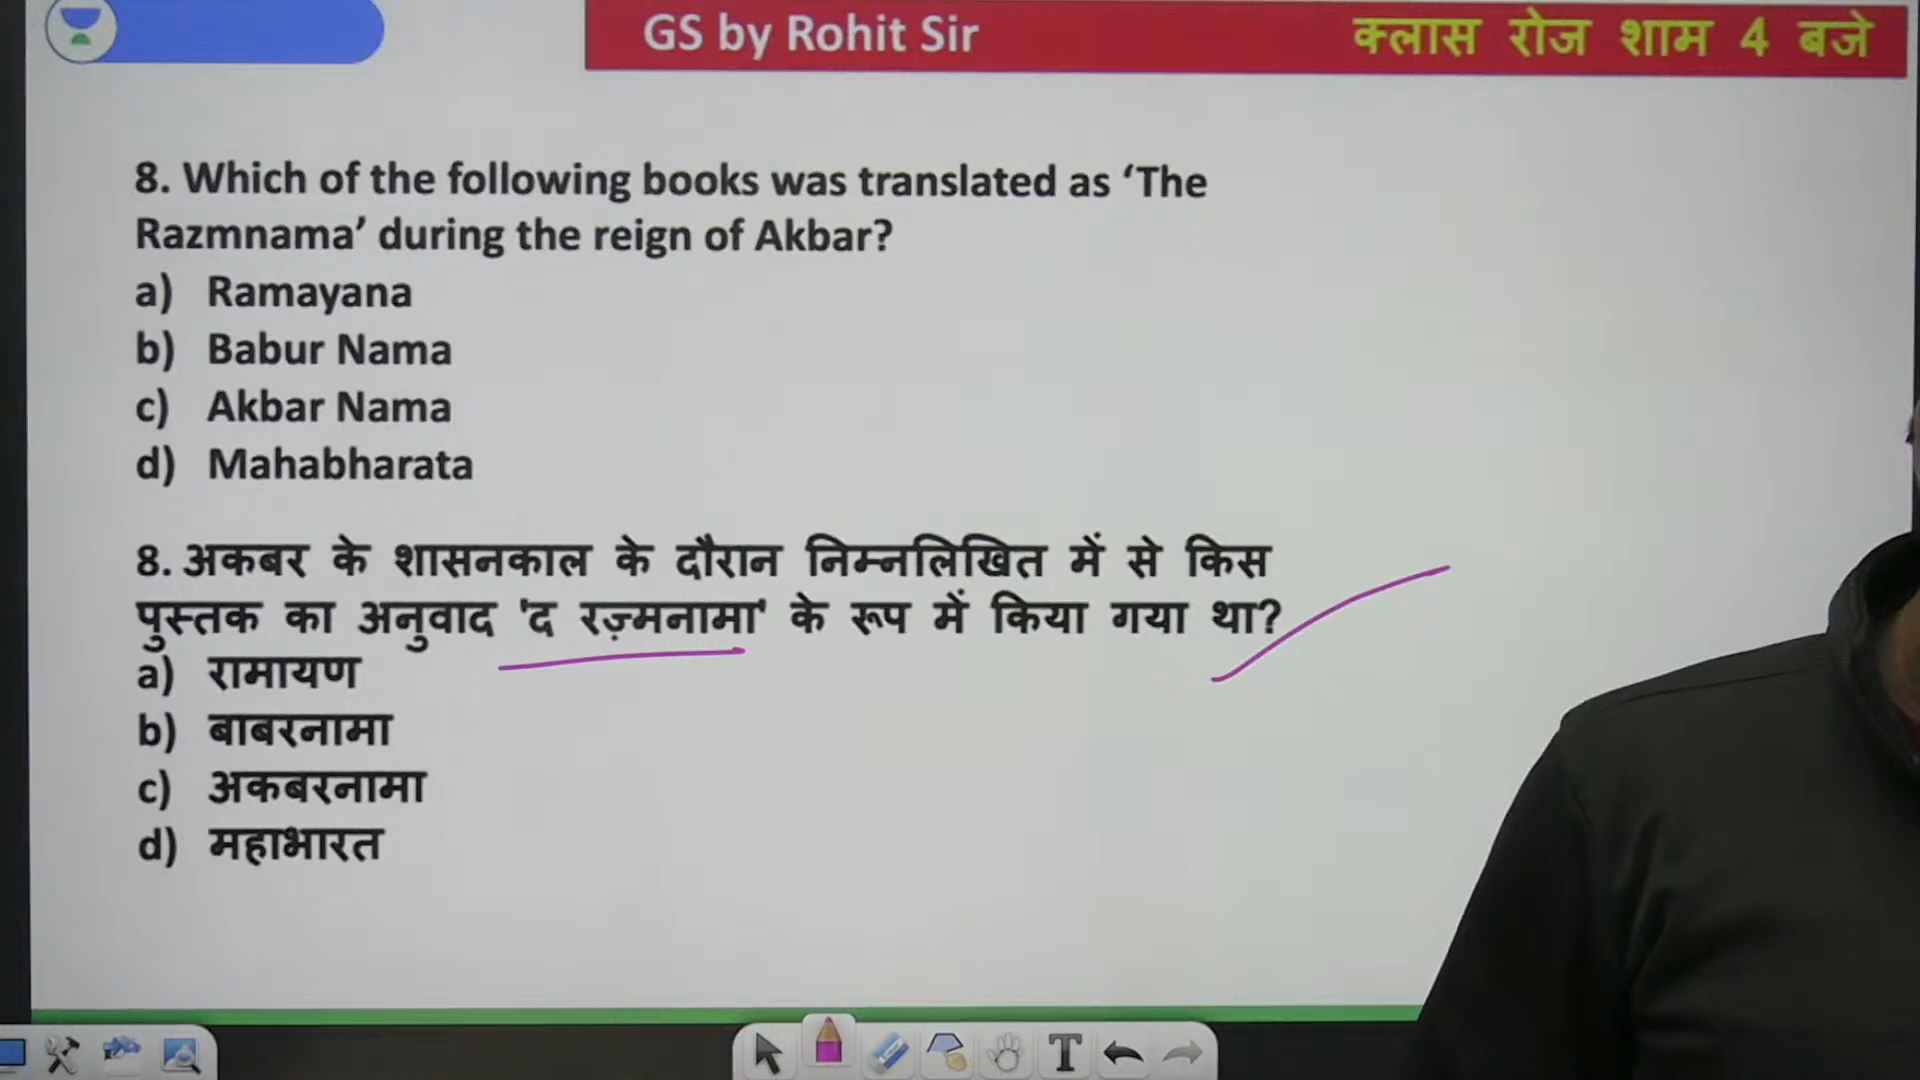 GS by Rohit Sir
क्लास रोज शाम 4 बजे
8. Which of the following books was translated as ‘The
Razmnama’ during the reign of Akbar?
a) Ramayana
b) Babur Nama
c) Akbar Nama
d) Mahabharata
8. अकबर के शासनकाल के दौरान निम्नलिखित में से किस
पुस्तक का अनुवाद 'द रज़्मनामा' के रूप में किया गया था?
a) रामायण
b) बाबरनामा
c) अकबरनामा
d) महाभारत
T